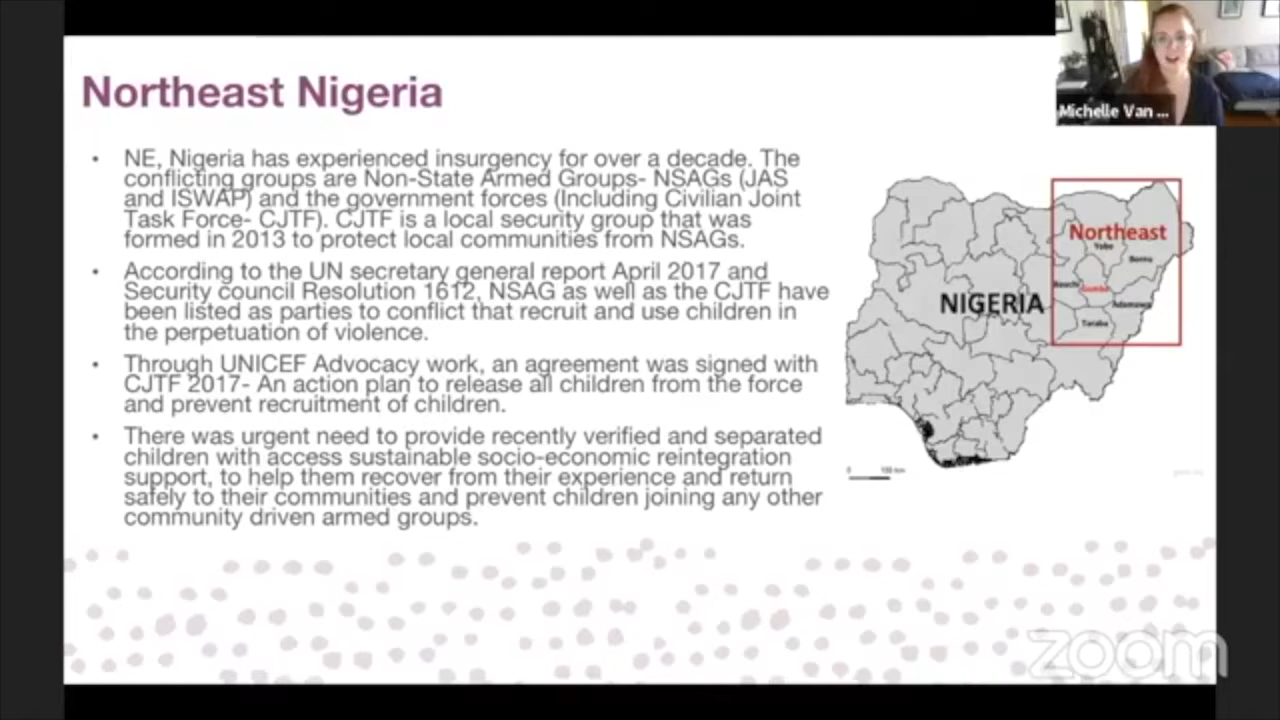 Northeast Nigeria
Michelle Van ...
• NE, Nigeria has experienced insurgency for over a decade. The
conflicting groups are Non-State Armed Groups- NSAGs (JAS
and ISWAP) and the government forces (Including Civilian Joint
Task Force- CJTF). CJTF is a local security group that was
formed in 2013 to protect local communities from NSAGs.
• According to the UN secretary general report April 2017 and
Security council Resolution 1612, NSAG as well as the CJTF have
been listed as parties to conflict that recruit and use children in
the perpetuation of violence.
• Through UNICEF Advocacy work, an agreement was signed with
CJTF 2017- An action plan to release all children from the force
and prevent recruitment of children.
• There was urgent need to provide recently verified and separated
children with access sustainable socio-economic reintegration
support, to help them recover from their experience and return
safely to their communities and prevent children joining any other
community driven armed groups.
Northeast
Yobe
Borno
Bauchi
Gombe
NIGERIA
Adamawa
Taraba
0
zoom